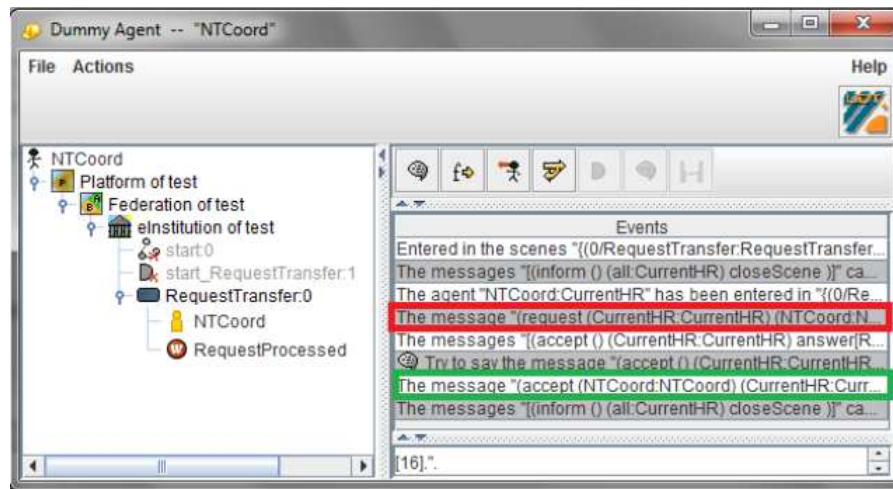 Dummy Agent -- "NTCoord"
File Actions Help
NTCoord
Platform of test
Federation of test
eInstitution of test
start:0
start_RequestTransfer:1
RequestTransfer:0
NTCoord
RequestProcessed
Events
Entered in the scenes "{(0/RequestTransfer:RequestTransfer...
The messages "[(inform () (all:CurrentHR) closeScene )]" ca...
The agent "NTCoord:CurrentHR" has been entered in "{(0/Re...
The message "(request (CurrentHR:CurrentHR) (NTCoord:N...
The messages "[(accept () (CurrentHR:CurrentHR) answer[R...
Try to say the message "(accept () (CurrentHR:CurrentHR...
The message "(accept (NTCoord:NTCoord) (CurrentHR:Curr...
The messages "[(inform () (all:CurrentHR) closeScene )]" ca...
[16].".